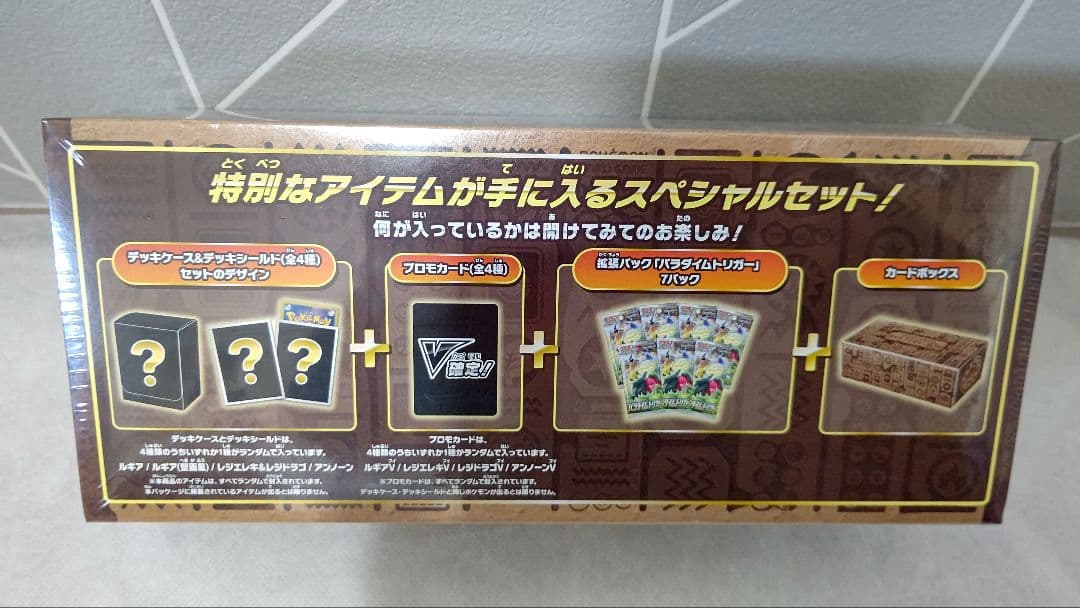 特別なアイテムが手に入るスペシャルセット!
何が入っているかは開けてみてのお楽しみ!
デッキケース&デッキシールド(全4種)
セットのデザイン
?
? ?
Pokémon
デッキケースとデッキシールドは、
4種類のうちいずれか1種がランダムで入っています。
ルギア / ルギア(壁画風) / レジエレキ&レジドラゴ / アンノーン
※本商品のアイテムは、すべてランダムで封入されています。
本パッケージに掲載されているアイテムが出るとは限りません。
プロモカード(全4種)
V確定!!
プロモカードは、
4種類のうちいずれか1種がランダムで入っています。
ルギアV / レジエレキV / レジドラゴV / アンノーンV
※プロモカードは、すべてランダムで封入されています。
デッキケース・デッキシールドと同じポケモンが出るとは限りません。
拡張パック「パラダイムトリガー」
7パック
パラダイムトリガー
カードボックス